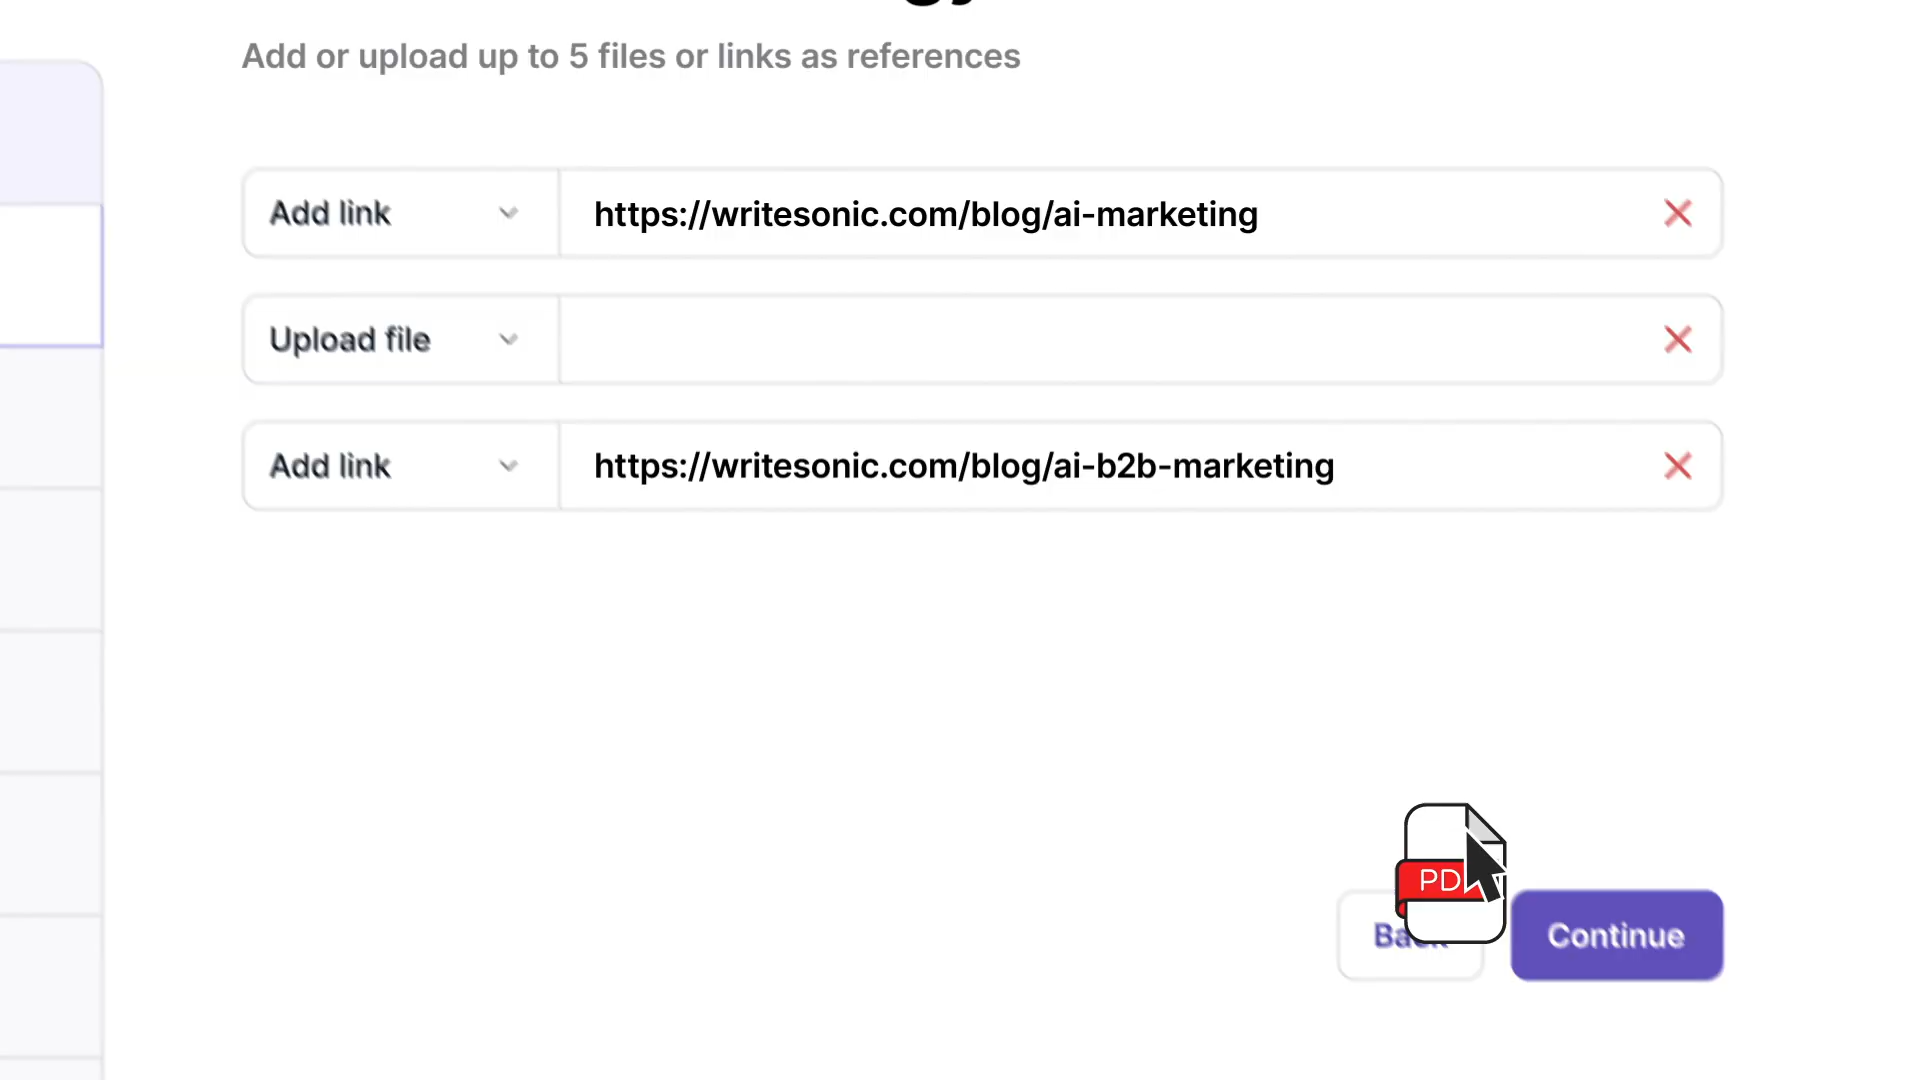 Add or upload up to 5 files or links as references
Add link https://writesonic.com/blog/ai-marketing
Upload file
Add link https://writesonic.com/blog/ai-b2b-marketing
PD
Continue